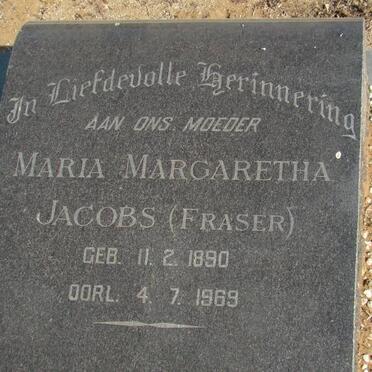 In Liefdevolle Herinnering
AAN ONS MOEDER
MARIA MARGARETHA
JACOBS (FRASER)
GEB. 11. 2. 1890
OORL. 4. 7. 1969